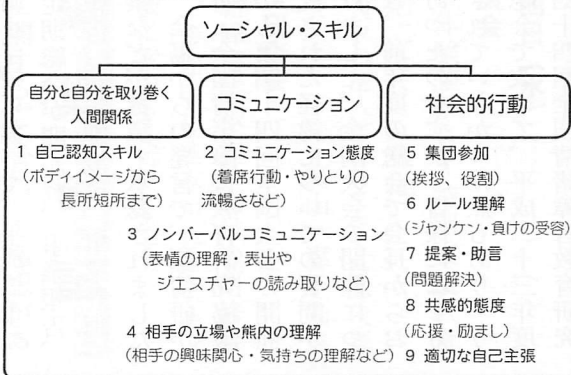 ソーシャル・スキル
自分と自分を取り巻く
人間関係
コミュニケーション
社会的行動
1 自己認知スキル
(ボディイメージから
長所短所まで)
2 コミュニケーション態度
(着席行動・やりとりの
流暢さなど)
3 ノンバーバルコミュニケーション
(表情の理解・表出や
ジェスチャーの読み取りなど)
4 相手の立場や熊内の理解
(相手の興味関心・気持ちの理解など)
5 集団参加
(挨拶、役割)
6 ルール理解
(ジャンケン・負けの受容)
7 提案・助言
(問題解決)
8 共感的態度
(応援・励まし)
9 適切な自己主張